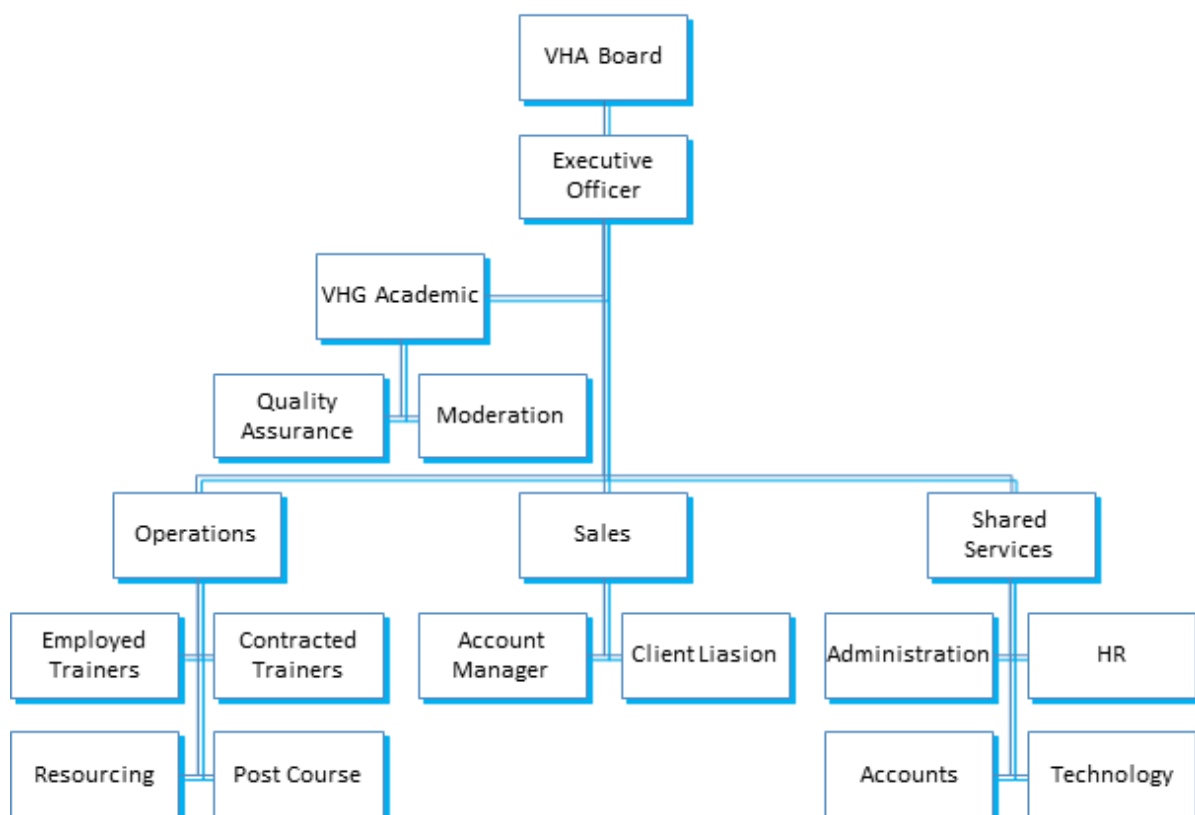 VHA Board
Executive
Officer
VHG Academic
Quality
Assurance
Moderation
Operations
Sales
Shared
Services
Employed
Trainers
Contracted
Trainers
Account
Manager
Client Liasion
Administration
HR
Resourcing
Post Course
Accounts
Technology